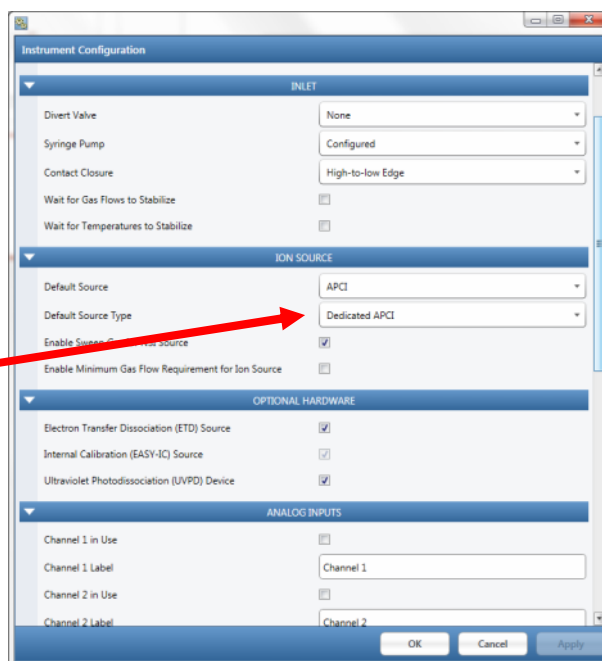 Instrument Configuration
INLET
Divert Valve None
Syringe Pump Configured
Contact Closure High-to-low Edge
Wait for Gas Flows to Stabilize
Wait for Temperatures to Stabilize
ION SOURCE
Default Source APCI
Default Source Type Dedicated APCI
Enable Sweep Source
Enable Minimum Gas Flow Requirement for Ion Source
OPTIONAL HARDWARE
Electron Transfer Dissociation (ETD) Source
Internal Calibration (EASY-IC) Source
Ultraviolet Photodissociation (UVPD) Device
ANALOG INPUTS
Channel 1 in Use
Channel 1 Label Channel 1
Channel 2 in Use
Channel 2 Label Channel 2
OK Cancel Apply